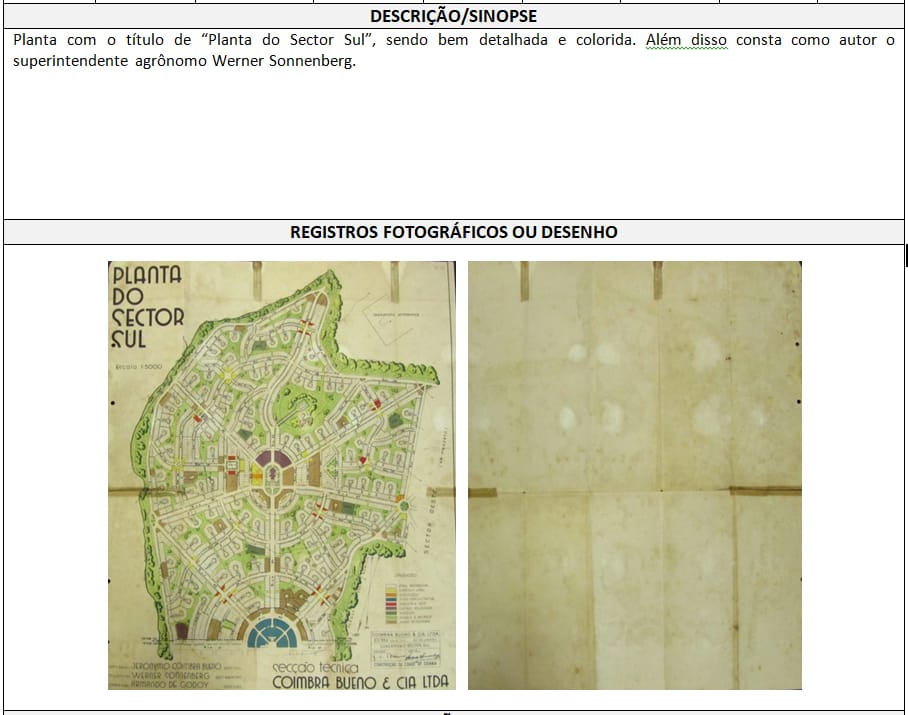 DESCRIÇÃO/SINOPSE
Planta com o título de “Planta do Sector Sul”, sendo bem detalhada e colorida. Além disso consta como autor o
superintendente agrônomo Werner Sonnenberg.
REGISTROS FOTOGRÁFICOS OU DESENHO
PLANTA
DO
SECTOR
SUL
Escala 1:5000
SECTOR OESTE
COIMBRA BUENO & CIA LTDA
JERONYMO COIMBRA BUENO
WERNER SONNENBERG
ARMANDO DE GODOY
secção técnica
COIMBRA BUENO & CIA LTDA